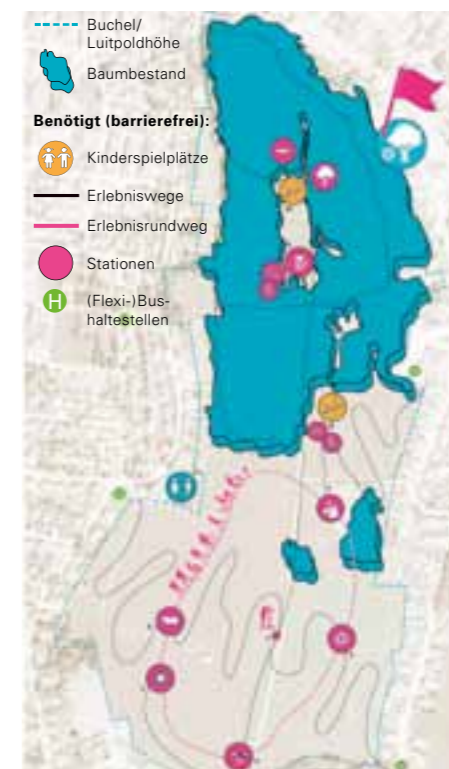 Buchel/
Luitpoldhöhe
Baumbestand
Benötigt (barrierefrei):
Kinderspielplätze
Erlebniswege
Erlebnisrundweg
Stationen
H
(Flexi-)Bus-
haltestellen